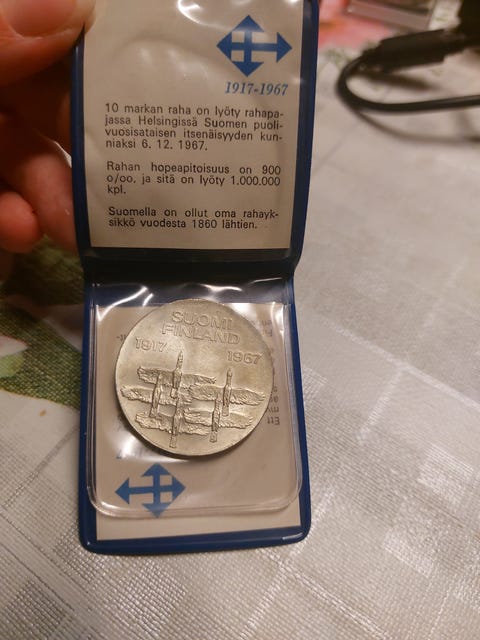 1917-1967
10 markan raha on lyöty rahapa-
jassa Helsingissä Suomen puoli-
vuosisataisen itsenäisyyden kun-
niaksi 6. 12. 1967.
Rahan hopeapitoisuus on 900
o/oo, ja sitä on lyöty 1.000.000
kpl.
Suomella on ollut oma rahayk-
sikkö vuodesta 1860 lähtien.
SUOMI
FINLAND
1917 1967
Ett